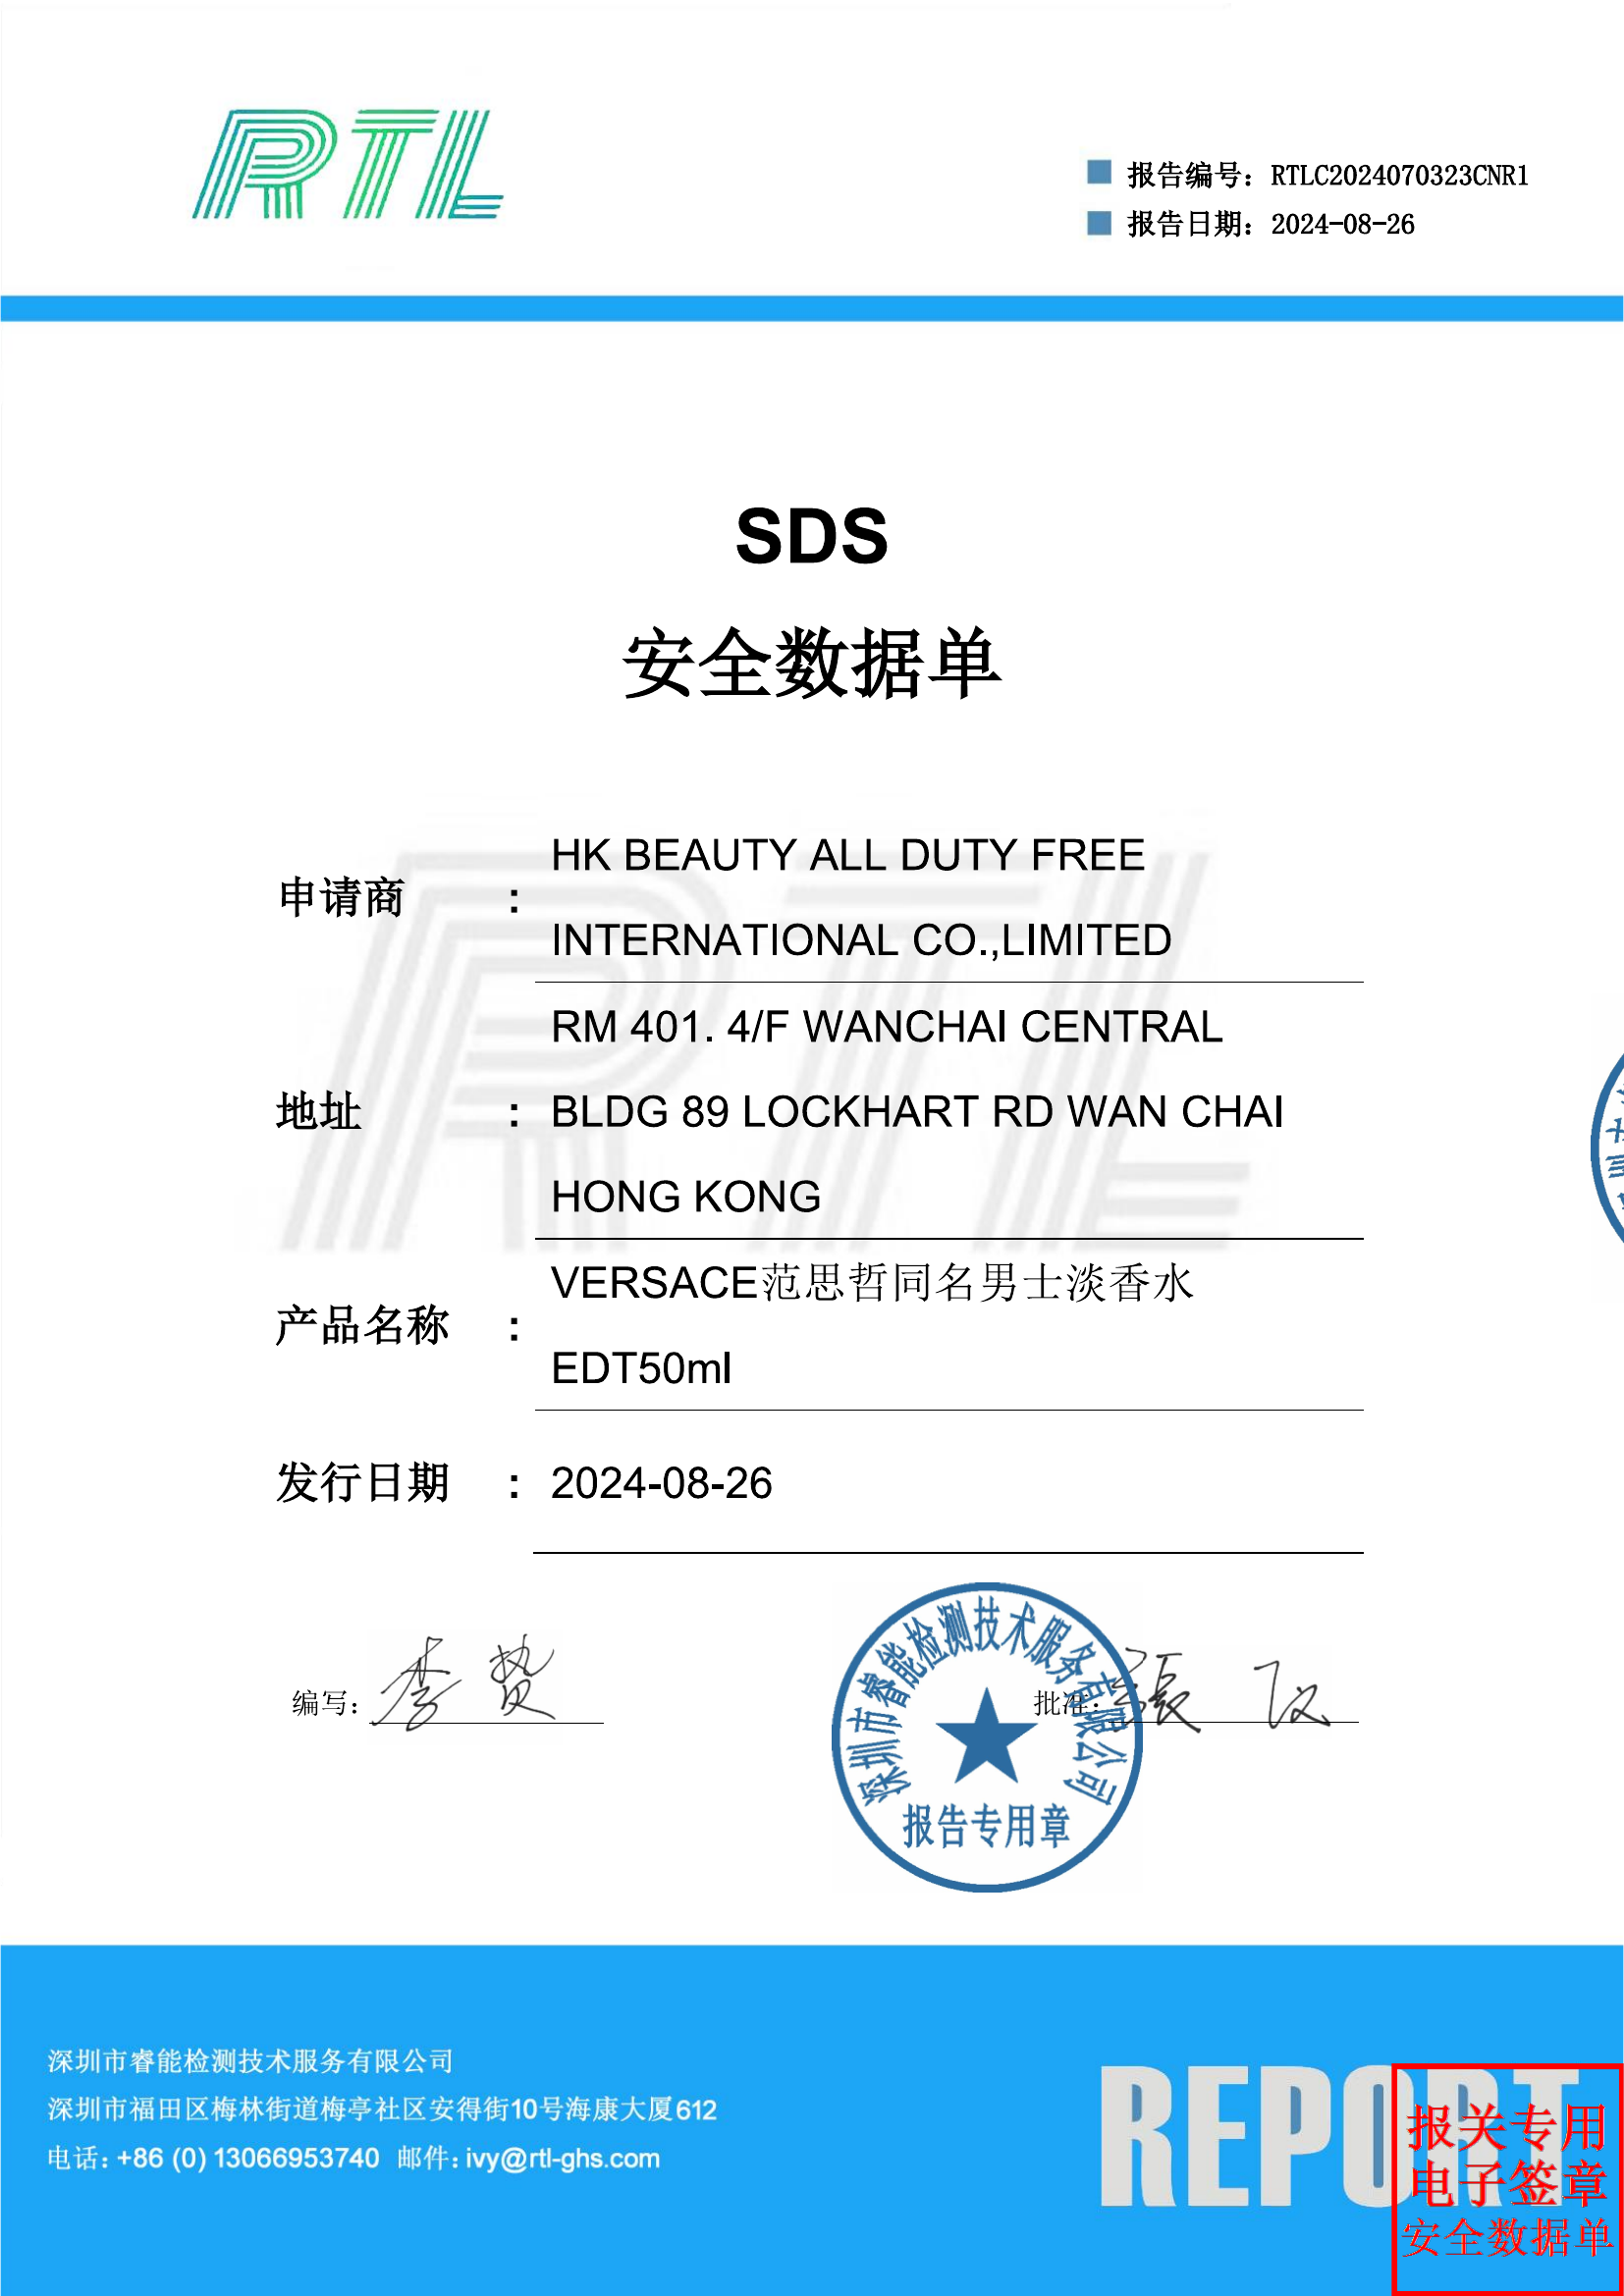 RTL
报告编号：RTLC2024070323CNR1
报告日期：2024-08-26
SDS
安全数据单
申请商 : HK BEAUTY ALL DUTY FREE
INTERNATIONAL CO.,LIMITED
地址 : RM 401. 4/F WANCHAI CENTRAL
BLDG 89 LOCKHART RD WAN CHAI
HONG KONG
产品名称 : VERSACE范思哲同名男士淡香水
EDT50ml
发行日期 : 2024-08-26
编写：李赞
批准：張
深圳市睿能检测技术服务有限公司
报告专用章
深圳市睿能检测技术服务有限公司
深圳市福田区梅林街道梅亭社区安得街10号海康大厦612
电话：+86 (0) 13066953740 邮件：ivy@rtl-ghs.com
REPORT
报关专用
电子签章
安全数据单